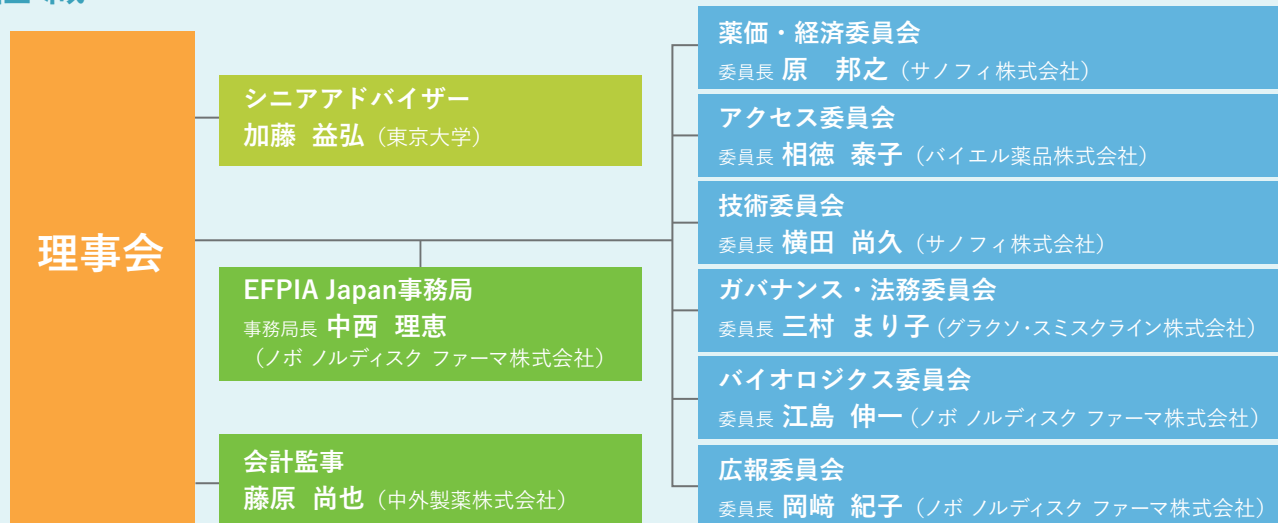 理事会
シニアアドバイザー
加藤 益弘（東京大学）
EFPIA Japan事務局
事務局長 中西 理恵
（ノボ ノルディスク ファーマ株式会社）
会計監事
藤原 尚也（中外製薬株式会社）
薬価・経済委員会
委員長 原 邦之（サノフィ株式会社）
アクセス委員会
委員長 相徳 泰子（バイエル薬品株式会社）
技術委員会
委員長 横田 尚久（サノフィ株式会社）
ガバナンス・法務委員会
委員長 三村 まり子（グラクソ・スミスクライン株式会社）
バイオロジクス委員会
委員長 江島 伸一（ノボ ノルディスク ファーマ株式会社）
広報委員会
委員長 岡﨑 紀子（ノボ ノルディスク ファーマ株式会社）